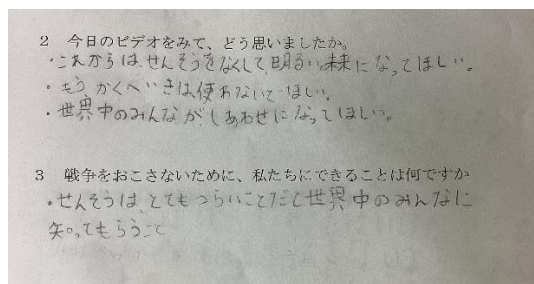 2 今日のビデオをみて、どう思いましたか。
・これからは、せんそうをなくして、明るい未来になってほしい。
・もうかくへいきは使わないでほしい。
・世界中のみんなが、しあわせになってほしい。
3 戦争をおこさないために、私たちにできることは何ですか
・せんそうは、とてもつらいことだと世界中のみんなに
知ってもらうこと